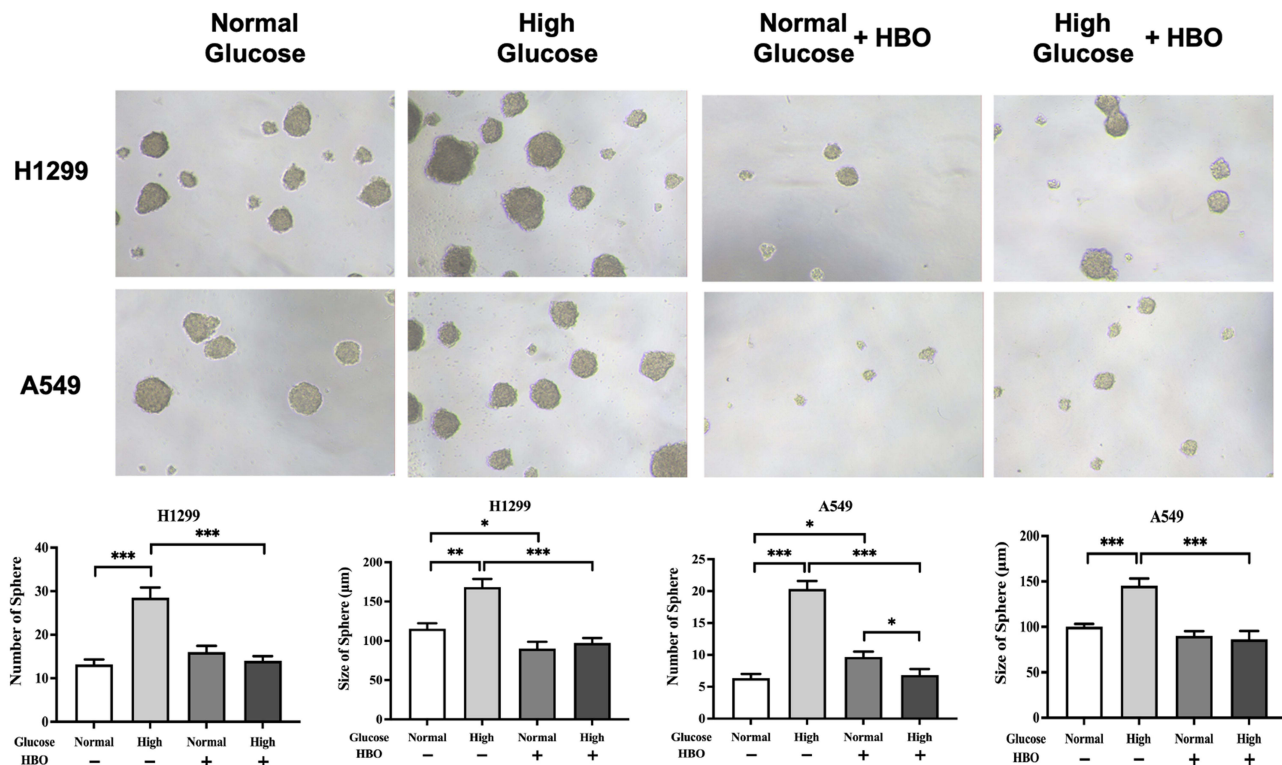 Normal Glucose
High Glucose
Normal Glucose + HBO
High Glucose + HBO
H1299
A549
H1299
***
***
Number of Sphere
40
30
20
10
0
Glucose Normal High Normal High
HBO − − + +
H1299
*
** ***
Size of Sphere (μm)
200
150
100
50
0
Glucose Normal High Normal High
HBO − − + +
A549
*
*** ***
*
Number of Sphere
25
20
15
10
5
0
Glucose Normal High Normal High
HBO − − + +
A549
*** ***
Size of Sphere (μm)
200
150
100
50
0
Glucose Normal High Normal High
HBO − − + +